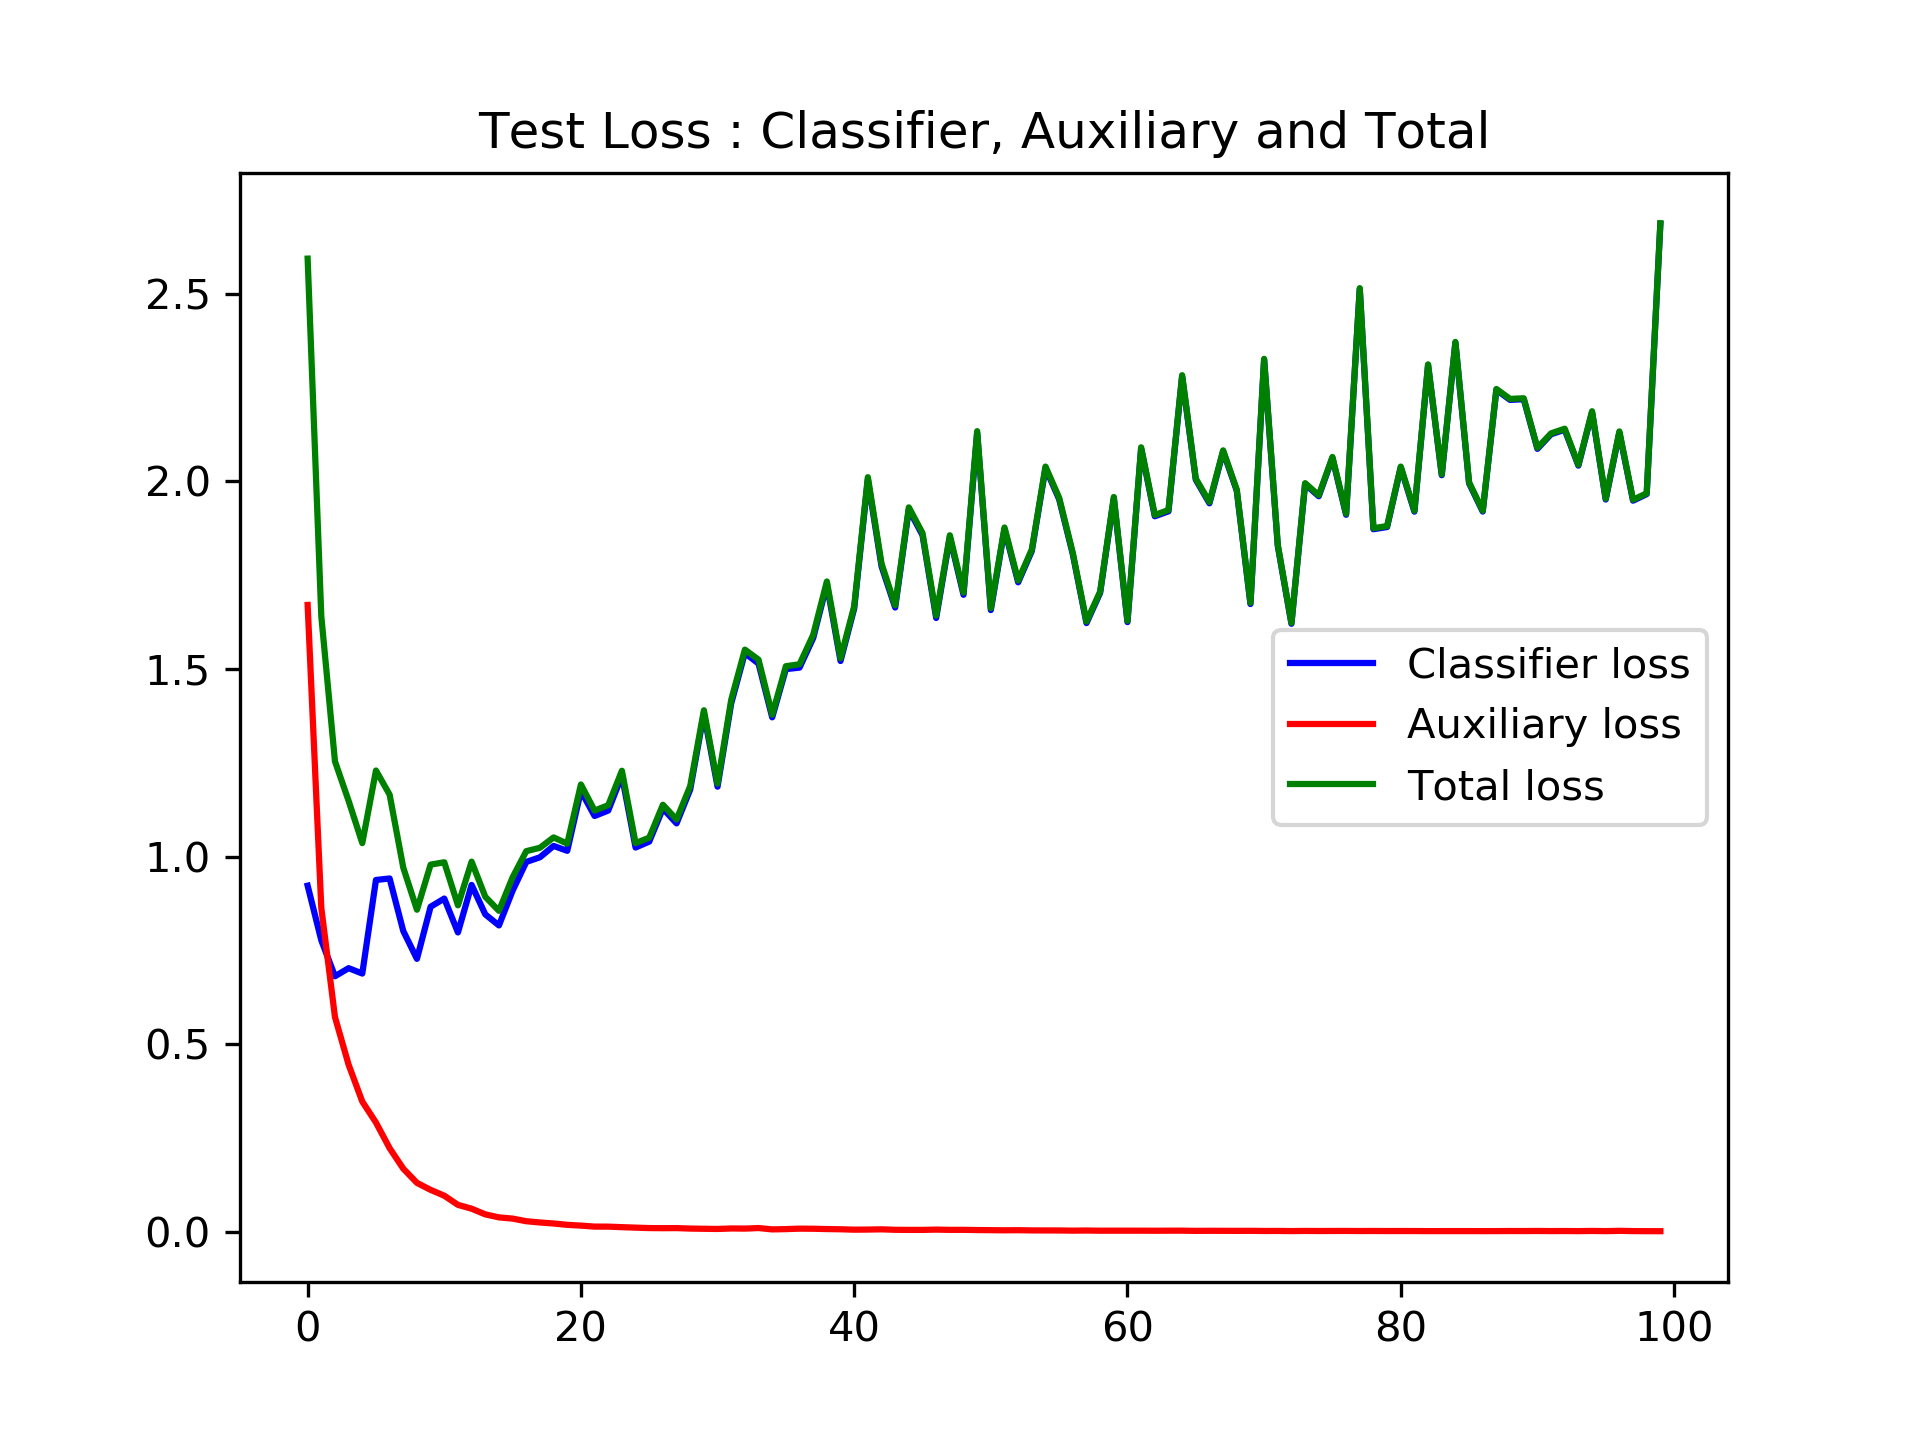 Test Loss : Classifier, Auxiliary and Total
2.5
2.0
1.5
1.0
0.5
0.0
Classifier loss
Auxiliary loss
Total loss
0 20 40 60 80 100